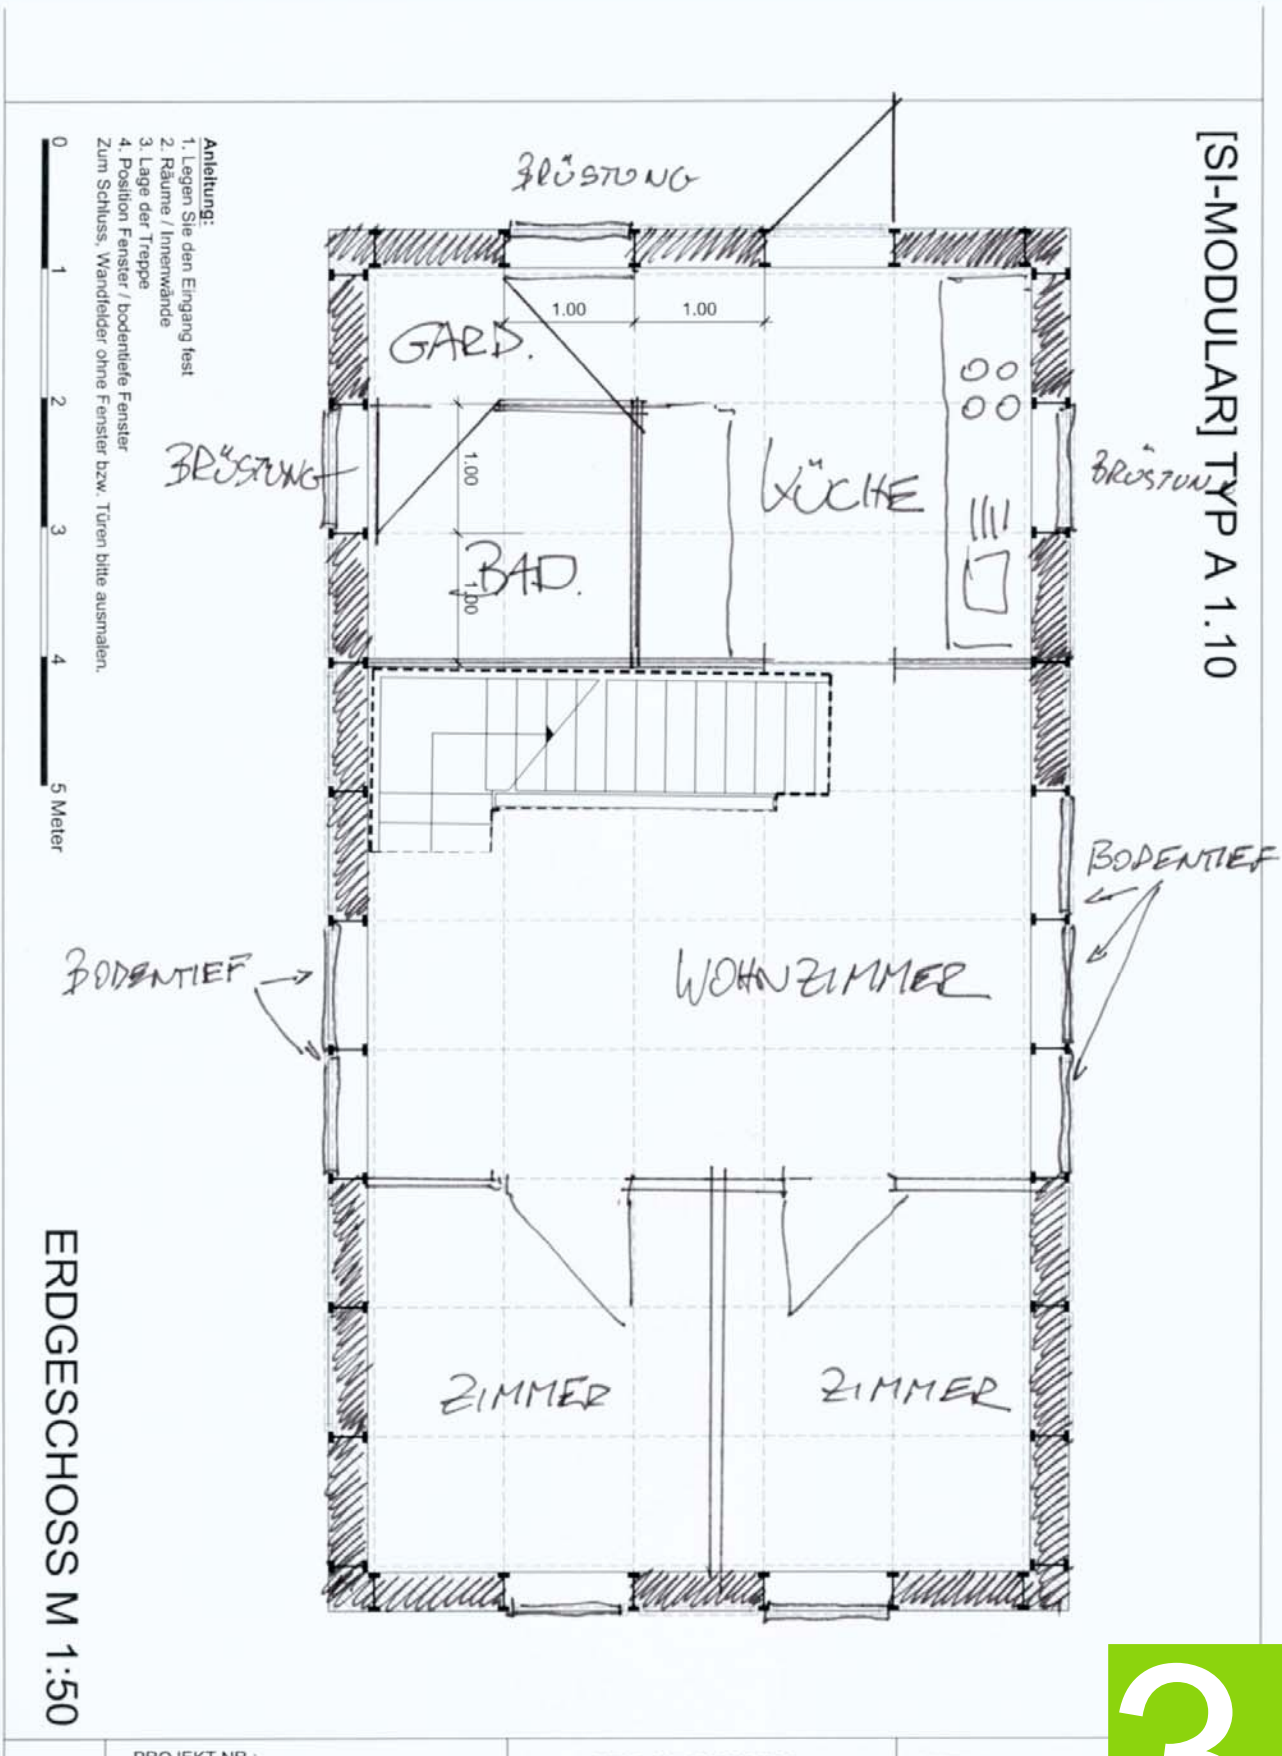 [SI-MODULAR] TYP A 1.10
Anleitung:
1. Legen Sie den Eingang fest
2. Räume / Innenwände
3. Lage der Treppe
4. Position Fenster / bodentiefe Fenster
Zum Schluss, Wandfelder ohne Fenster bzw. Türen bitte ausmalen.
0
1
2
3
4
5 Meter
BRÜSTUNG
1.00
1.00
GARD.
BRÜSTUNG
1.00
KÜCHE
BRÜSTUNG
BAD.
1.00
BODENTIEF
BODENTIEF
WOHNZIMMER
ZIMMER
ZIMMER
ERDGESCHOSS M 1:50
3